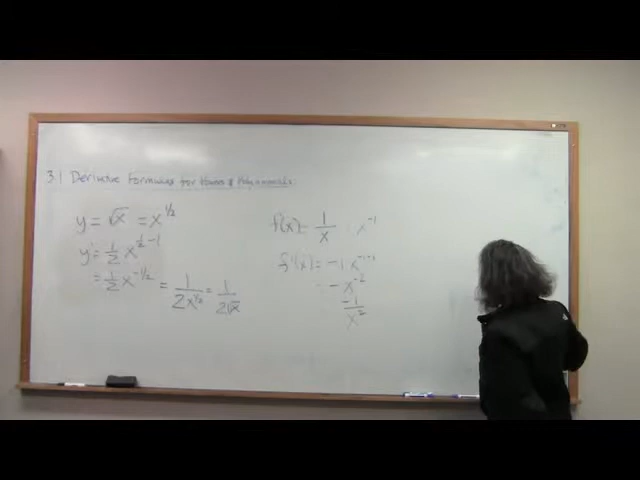 3.1 Derivative Formulas for Powers & Polynomials
y = √x = x^{1/2}
y' = 1/2 x^{1/2 - 1}
= 1/2 x^{-1/2} = 1/(2x^{1/2}) = 1/(2√x)
f(x) = 1/x x^{-1}
f'(x) = -1 x^{-1-1}
= -x^{-2}
-1/x^2